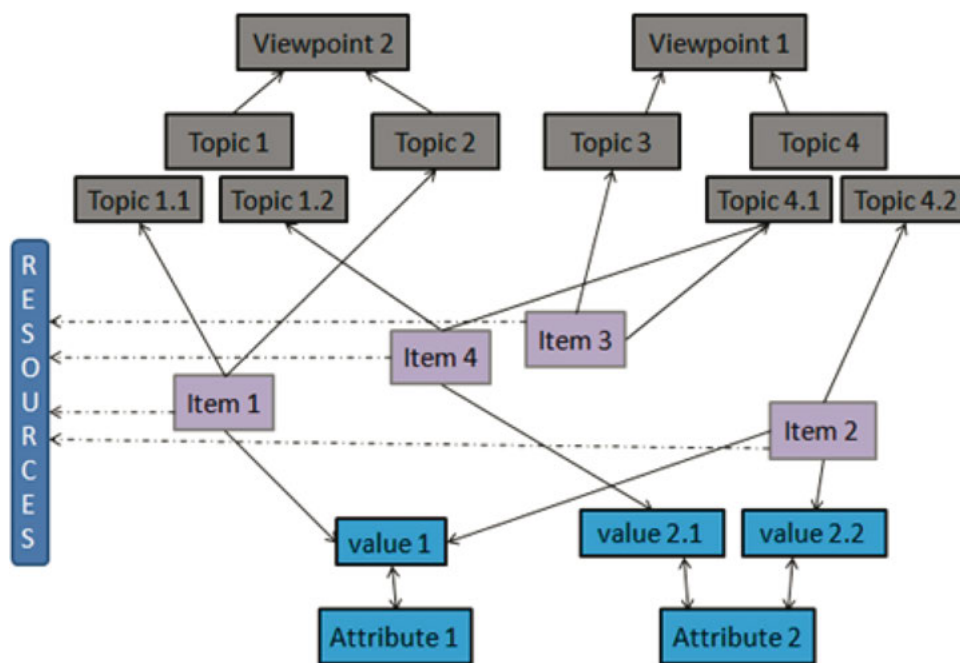 Viewpoint 2
Viewpoint 1
Topic 1
Topic 2
Topic 3
Topic 4
Topic 1.1
Topic 1.2
Topic 4.1
Topic 4.2
RESOURCES
Item 3
Item 4
Item 1
Item 2
value 1
value 2.1
value 2.2
Attribute 1
Attribute 2